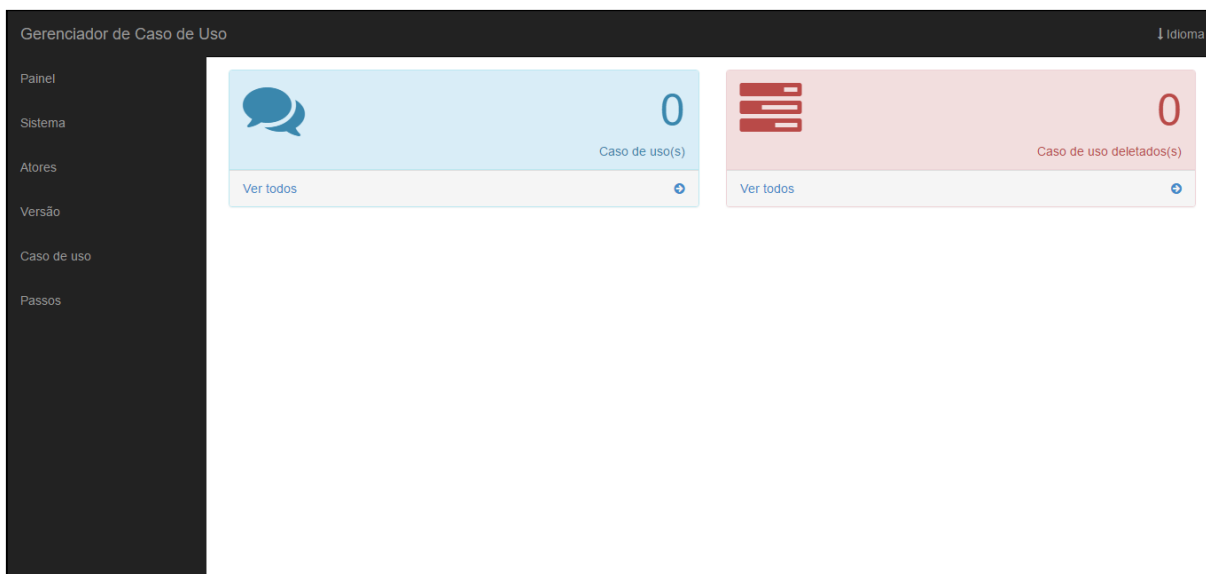 Gerenciador de Caso de Uso
Idioma
Painel
Sistema
Atores
Versão
Caso de uso
Passos
0
Caso de uso(s)
Ver todos
0
Caso de uso deletados(s)
Ver todos